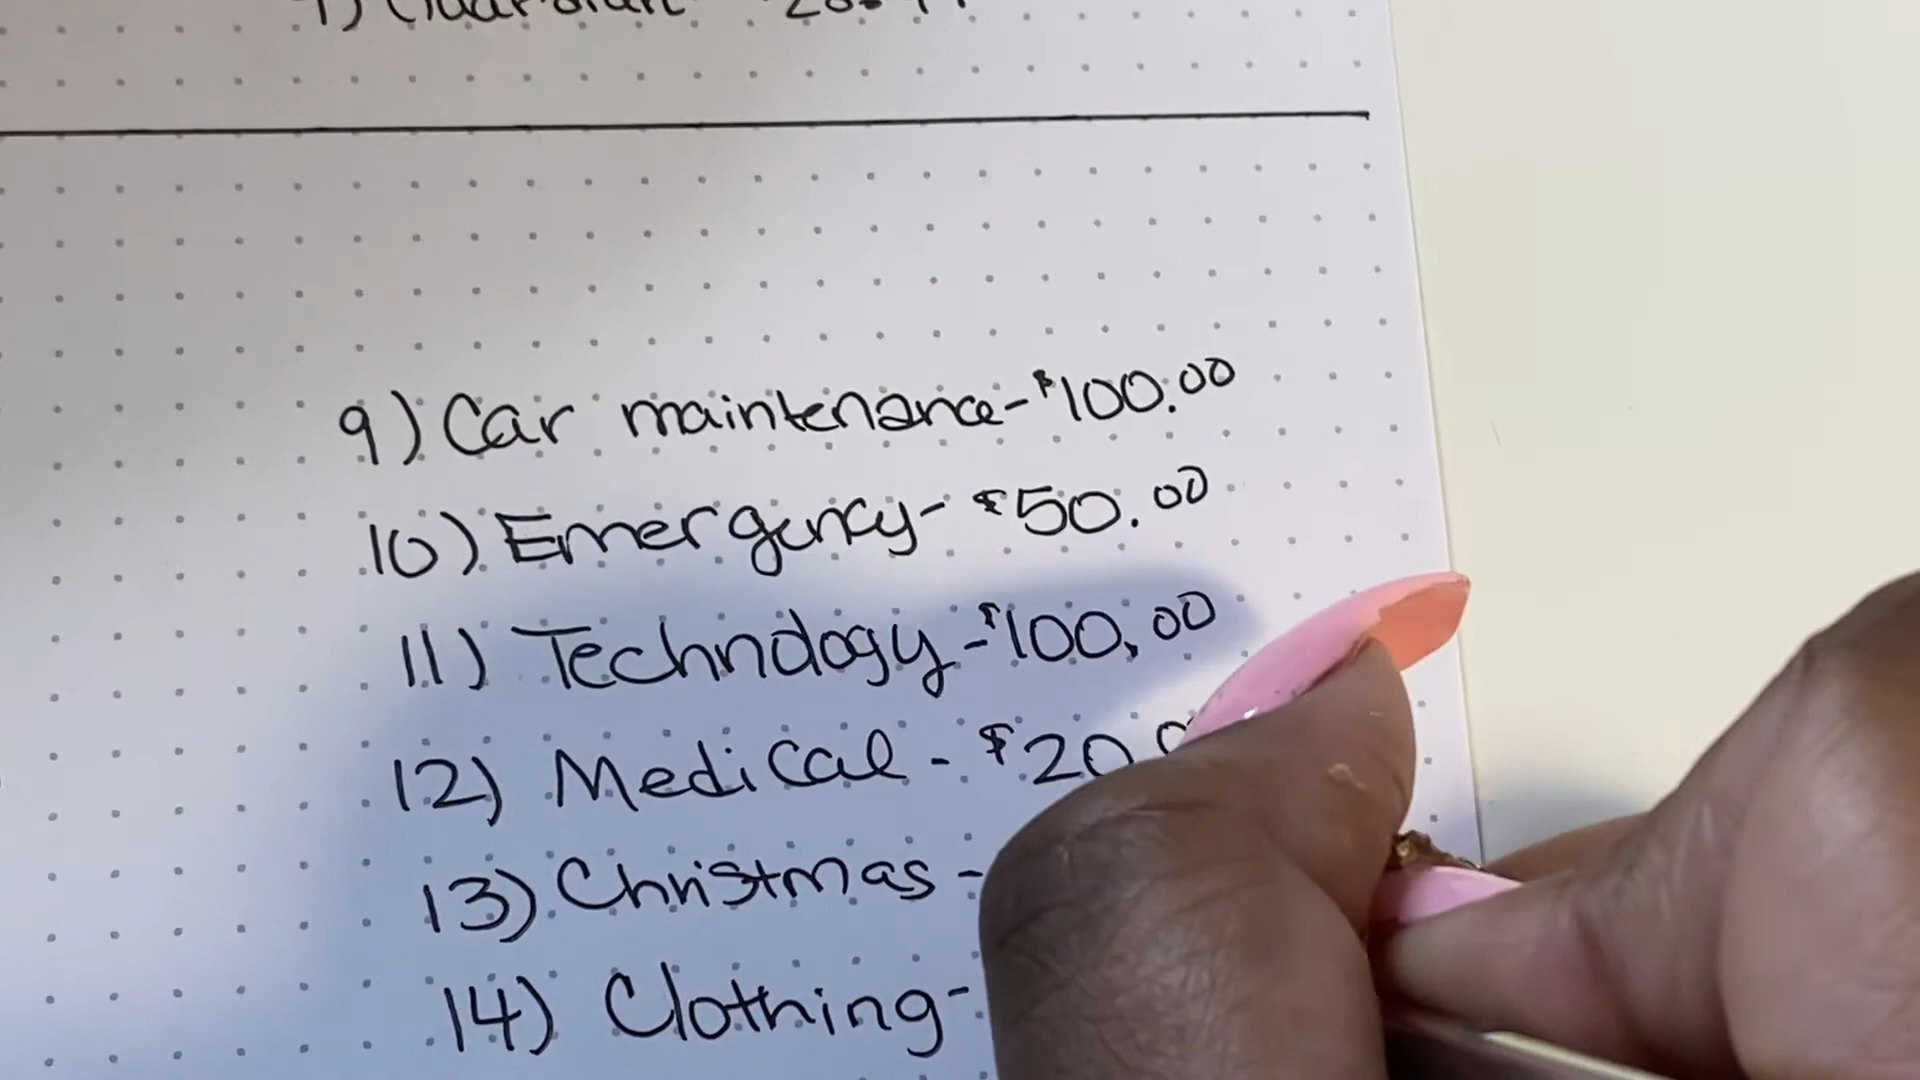 9) Car maintenance - $100.00
10) Emergency - $50.00
11) Technology - $100.00
12) Medical - $20.0
13) Christmas -
14) Clothing -